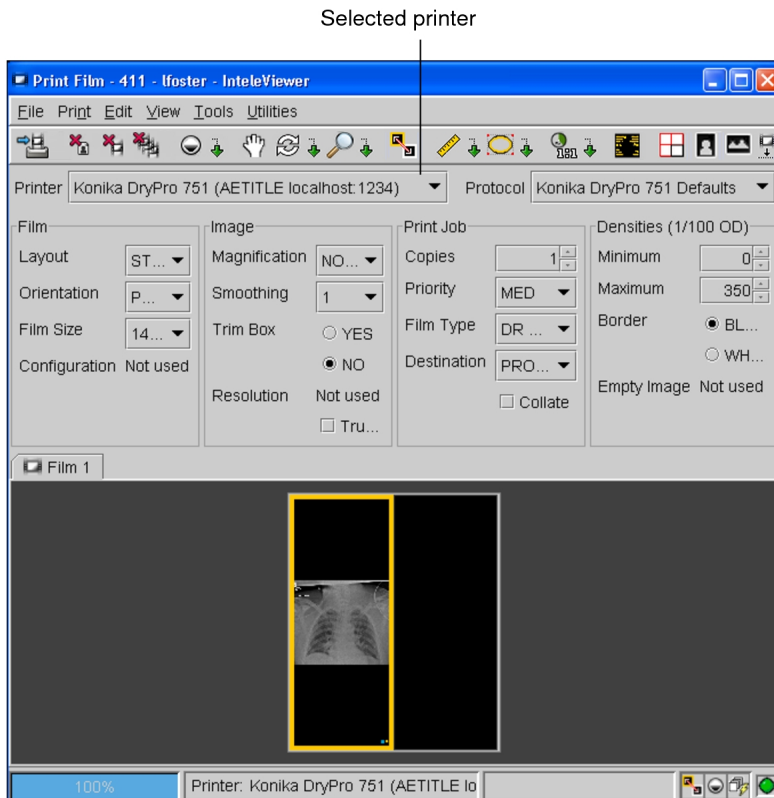 Selected printer
Print Film - 411 - lfoster - InteleViewer
File Print Edit View Tools Utilities
Printer Konika DryPro 751 (AETITLE localhost:1234) Protocol Konika DryPro 751 Defaults
Film Image Print Job Densities (1/100 OD)
Layout ST... Magnification NO... Copies 1 Minimum 0
Orientation P... Smoothing 1 Priority MED Maximum 350
Film Size 14... Trim Box YES Film Type DR ... Border BL...
NO WH...
Configuration Not used Destination PRO...
Resolution Not used Collate Empty Image Not used
Tru...
Film 1
100% Printer: Konika DryPro 751 (AETITLE lo